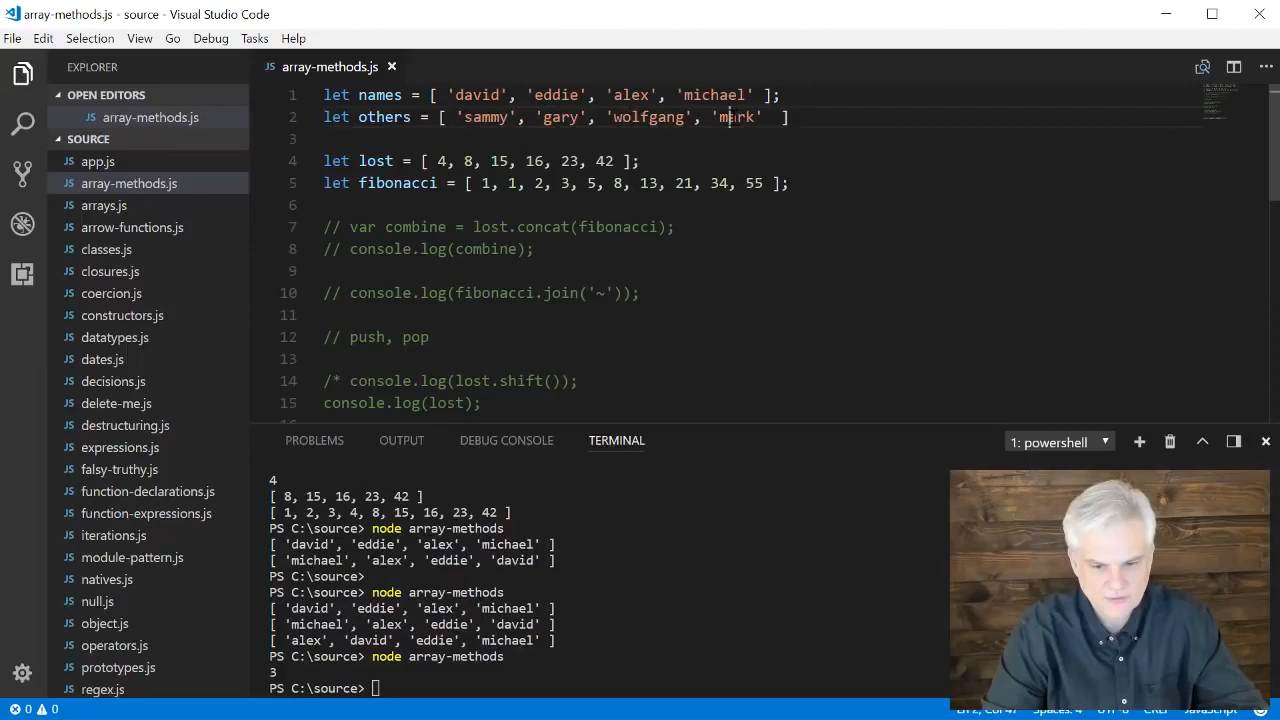 array-methods.js - source - Visual Studio Code
File Edit Selection View Go Debug Tasks Help
EXPLORER
OPEN EDITORS
array-methods.js
SOURCE
app.js
array-methods.js
arrays.js
arrow-functions.js
classes.js
closures.js
coercion.js
constructors.js
datatypes.js
dates.js
decisions.js
delete-me.js
destructuring.js
expressions.js
falsy-truthy.js
function-declarations.js
function-expressions.js
iterations.js
module-pattern.js
natives.js
null.js
object.js
operators.js
prototypes.js
regex.js
array-methods.js
1 let names = [ 'david', 'eddie', 'alex', 'michael' ];
2 let others = [ 'sammy', 'gary', 'wolfgang', 'mark'  ]
3
4 let lost = [ 4, 8, 15, 16, 23, 42 ];
5 let fibonacci = [ 1, 1, 2, 3, 5, 8, 13, 21, 34, 55 ];
6
7 // var combine = lost.concat(fibonacci);
8 // console.log(combine);
9
10 // console.log(fibonacci.join('~'));
11
12 // push, pop
13
14 /* console.log(lost.shift());
15 console.log(lost);
PROBLEMS OUTPUT DEBUG CONSOLE TERMINAL
1: powershell
4
[ 8, 15, 16, 23, 42 ]
[ 1, 2, 3, 4, 8, 15, 16, 23, 42 ]
PS C:\source> node array-methods
[ 'david', 'eddie', 'alex', 'michael' ]
[ 'michael', 'alex', 'eddie', 'david' ]
PS C:\source>
PS C:\source> node array-methods
[ 'david', 'eddie', 'alex', 'michael' ]
[ 'michael', 'alex', 'eddie', 'david' ]
[ 'alex', 'david', 'eddie', 'michael' ]
PS C:\source> node array-methods
3
PS C:\source>
0 0